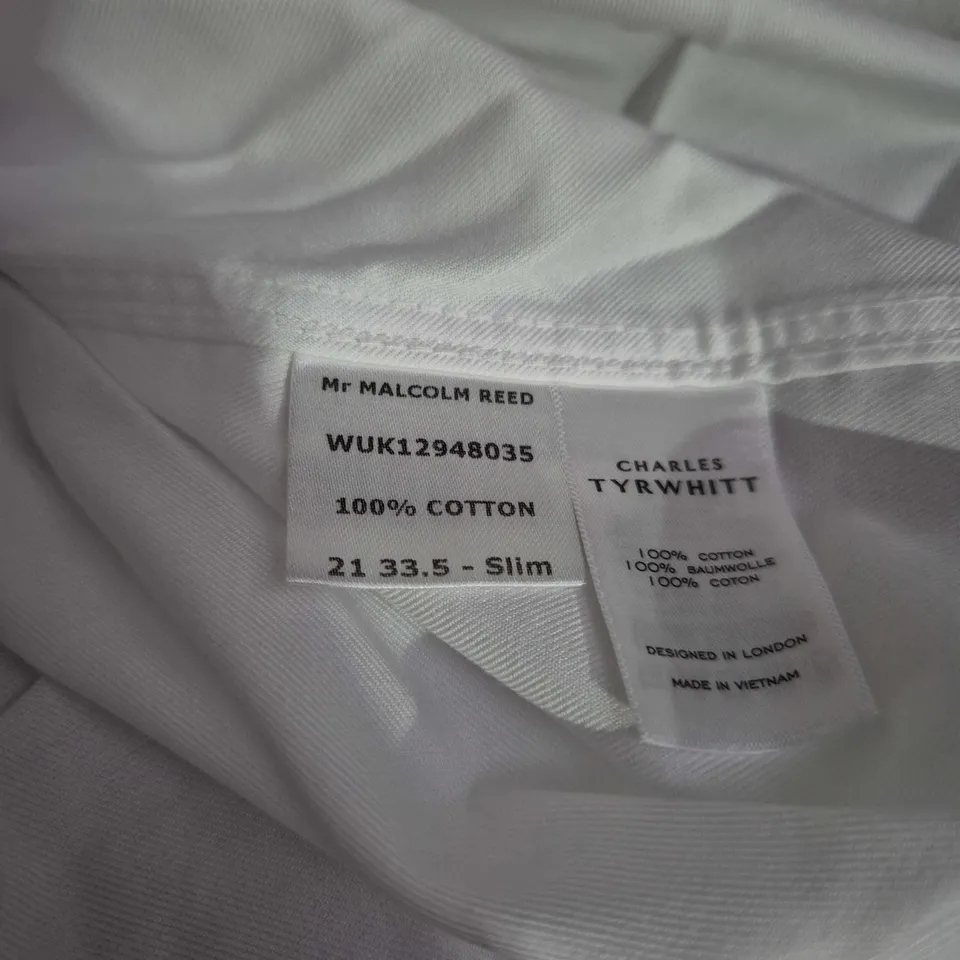 Mr MALCOLM REED
WUK12948035
100% COTTON
21 33.5 - Slim
CHARLES
TYRWHITT
100% COTTON
100% BAUMWOLLE
100% COTON
DESIGNED IN LONDON
MADE IN VIETNAM